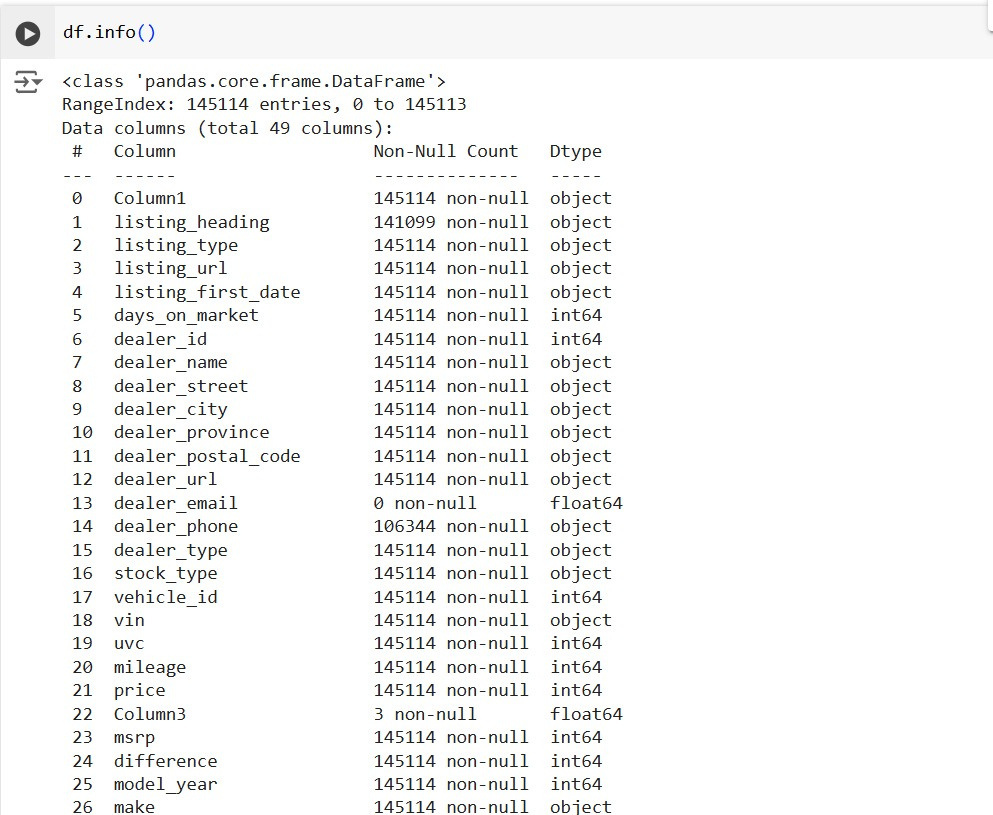 df.info()
<class 'pandas.core.frame.DataFrame'>
RangeIndex: 145114 entries, 0 to 145113
Data columns (total 49 columns):
 #   Column                   Non-Null Count   Dtype
---  ------                   --------------   -----
 0   Column1                  145114 non-null  object
 1   listing_heading          141099 non-null  object
 2   listing_type             145114 non-null  object
 3   listing_url              145114 non-null  object
 4   listing_first_date       145114 non-null  object
 5   days_on_market           145114 non-null  int64
 6   dealer_id                145114 non-null  int64
 7   dealer_name              145114 non-null  object
 8   dealer_street            145114 non-null  object
 9   dealer_city              145114 non-null  object
 10  dealer_province          145114 non-null  object
 11  dealer_postal_code       145114 non-null  object
 12  dealer_url               145114 non-null  object
 13  dealer_email             0 non-null       float64
 14  dealer_phone             106344 non-null  object
 15  dealer_type              145114 non-null  object
 16  stock_type               145114 non-null  object
 17  vehicle_id               145114 non-null  int64
 18  vin                      145114 non-null  object
 19  uvc                      145114 non-null  int64
 20  mileage                  145114 non-null  int64
 21  price                    145114 non-null  int64
 22  Column3                  3 non-null       float64
 23  msrp                     145114 non-null  int64
 24  difference               145114 non-null  int64
 25  model_year               145114 non-null  int64
 26  make                     145114 non-null  object